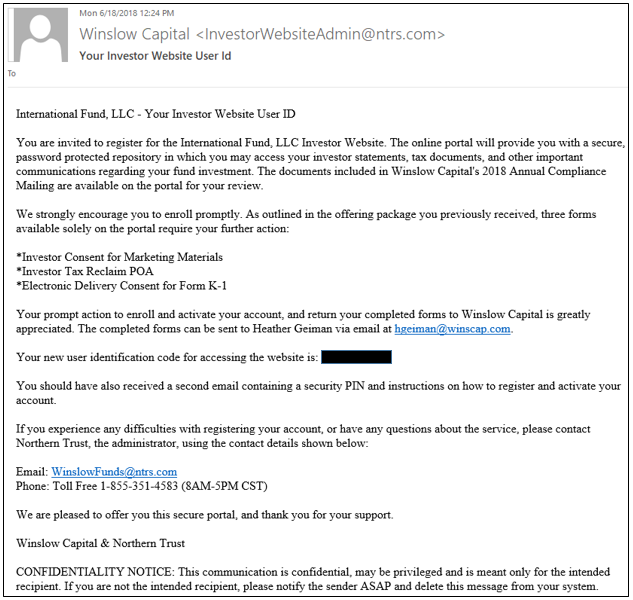 Mon 6/18/2018 12:24 PM
Winslow Capital <InvestorWebsiteAdmin@ntrs.com>
Your Investor Website User Id
To
International Fund, LLC - Your Investor Website User ID
You are invited to register for the International Fund, LLC Investor Website. The online portal will provide you with a secure,
password protected repository in which you may access your investor statements, tax documents, and other important
communications regarding your fund investment. The documents included in Winslow Capital's 2018 Annual Compliance
Mailing are available on the portal for your review.
We strongly encourage you to enroll promptly. As outlined in the offering package you previously received, three forms
available solely on the portal require your further action:
*Investor Consent for Marketing Materials
*Investor Tax Reclaim POA
*Electronic Delivery Consent for Form K-1
Your prompt action to enroll and activate your account, and return your completed forms to Winslow Capital is greatly
appreciated. The completed forms can be sent to Heather Geiman via email at hgeiman@winscap.com.
Your new user identification code for accessing the website is:
You should have also received a second email containing a security PIN and instructions on how to register and activate your
account.
If you experience any difficulties with registering your account, or have any questions about the service, please contact
Northern Trust, the administrator, using the contact details shown below:
Email: WinslowFunds@ntrs.com
Phone: Toll Free 1-855-351-4583 (8AM-5PM CST)
We are pleased to offer you this secure portal, and thank you for your support.
Winslow Capital & Northern Trust
CONFIDENTIALITY NOTICE: This communication is confidential, may be privileged and is meant only for the intended
recipient. If you are not the intended recipient, please notify the sender ASAP and delete this message from your system.